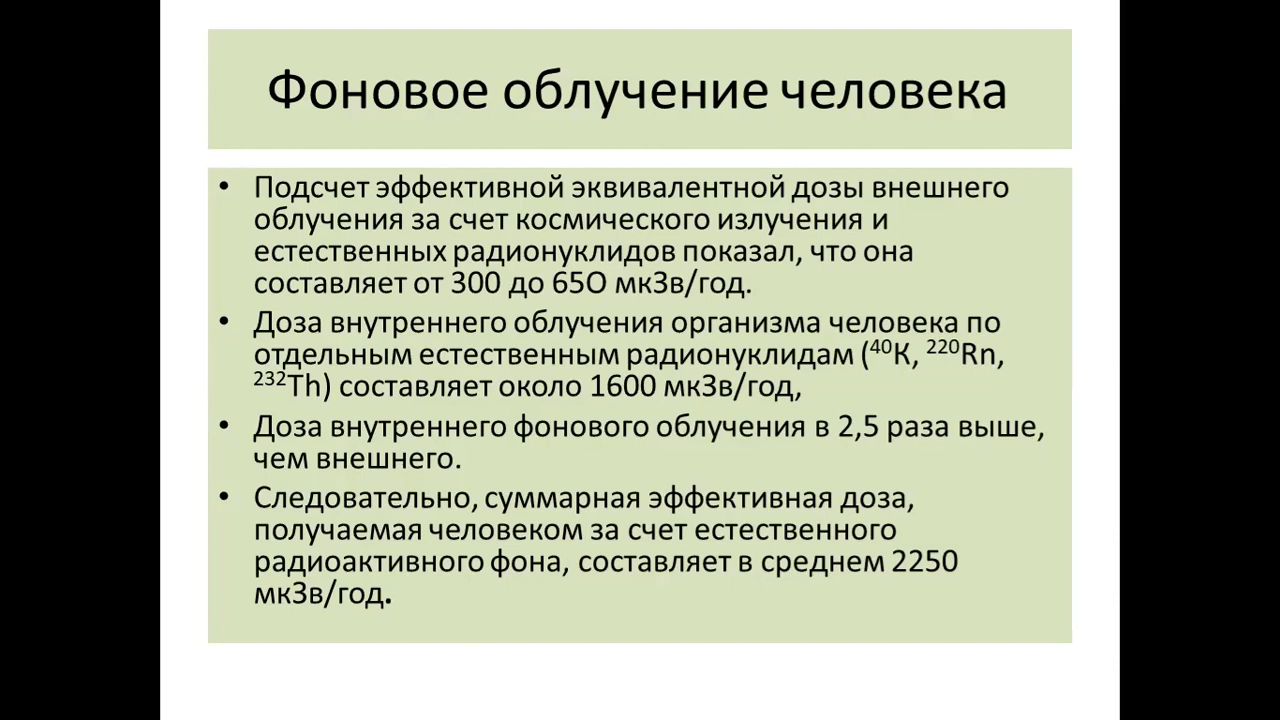 Фоновое облучение человека
• Подсчет эффективной эквивалентной дозы внешнего
облучения за счет космического излучения и
естественных радионуклидов показал, что она
составляет от 300 до 65О мкЗв/год.
• Доза внутреннего облучения организма человека по
отдельным естественным радионуклидам (⁴⁰К, ²²⁰Rn,
²³²Th) составляет около 1600 мкЗв/год,
• Доза внутреннего фонового облучения в 2,5 раза выше,
чем внешнего.
• Следовательно, суммарная эффективная доза,
получаемая человеком за счет естественного
радиоактивного фона, составляет в среднем 2250
мкЗв/год.